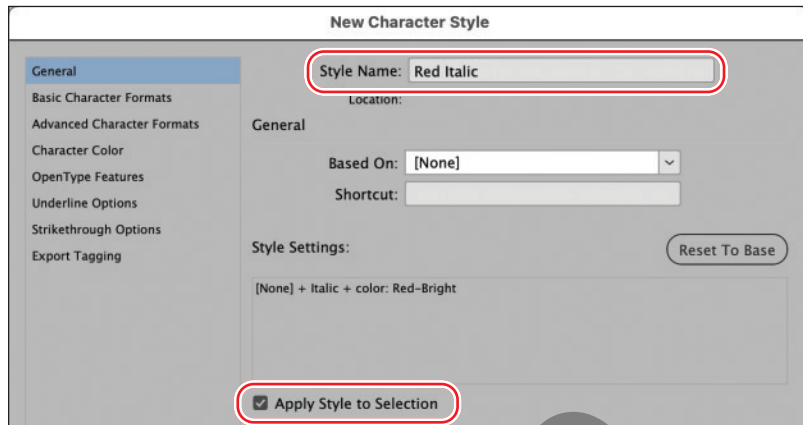 New Character Style
General
Basic Character Formats
Advanced Character Formats
Character Color
OpenType Features
Underline Options
Strikethrough Options
Export Tagging
Style Name: Red Italic
Location:
General
Based On: [None]
Shortcut:
Style Settings:
Reset To Base
[None] + Italic + color: Red-Bright
Apply Style to Selection